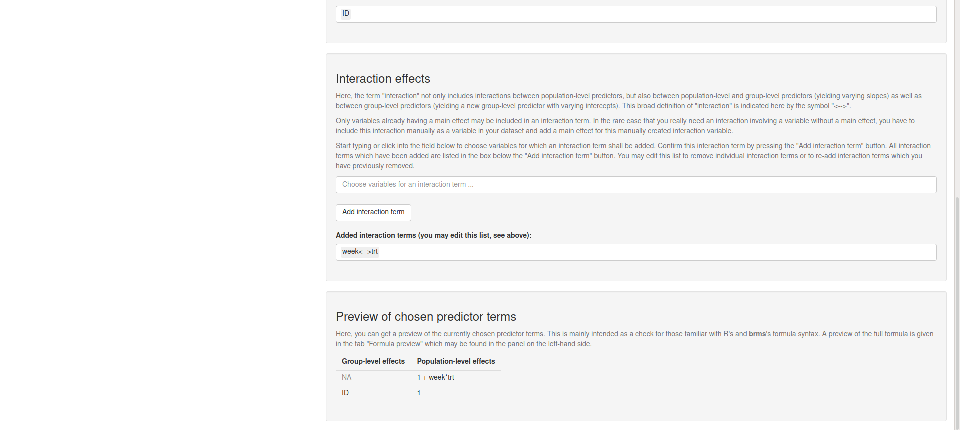 ID
Interaction effects
Here, the term "interaction" not only includes interactions between population-level predictors, but also between population-level and group-level predictors (yielding varying slopes) as well as
between group-level predictors (yielding a new group-level predictor with varying intercepts). This broad definition of "interaction" is indicated here by the symbol "<-->".
Only variables already having a main effect may be included in an interaction term. In the rare case that you really need an interaction involving a variable without a main effect, you have to
include this interaction manually as a variable in your dataset and add a main effect for this manually created interaction variable.
Start typing or click into the field below to choose variables for which an interaction term shall be added. Confirm this interaction term by pressing the "Add interaction term" button. All interaction
terms which have been added are listed in the box below the "Add interaction term" button. You may edit this list to remove individual interaction terms or to re-add interaction terms which you
have previously removed.
Choose variables for an interaction term ...
Add interaction term
Added interaction terms (you may edit this list, see above):
week<-->trt
Preview of chosen predictor terms
Here, you can get a preview of the currently chosen predictor terms. This is mainly intended as a check for those familiar with R's and brms's formula syntax. A preview of the full formula is given
in the tab "Formula preview" which may be found in the panel on the left-hand side.
Group-level effects Population-level effects
NA 1 + week*trt
ID 1